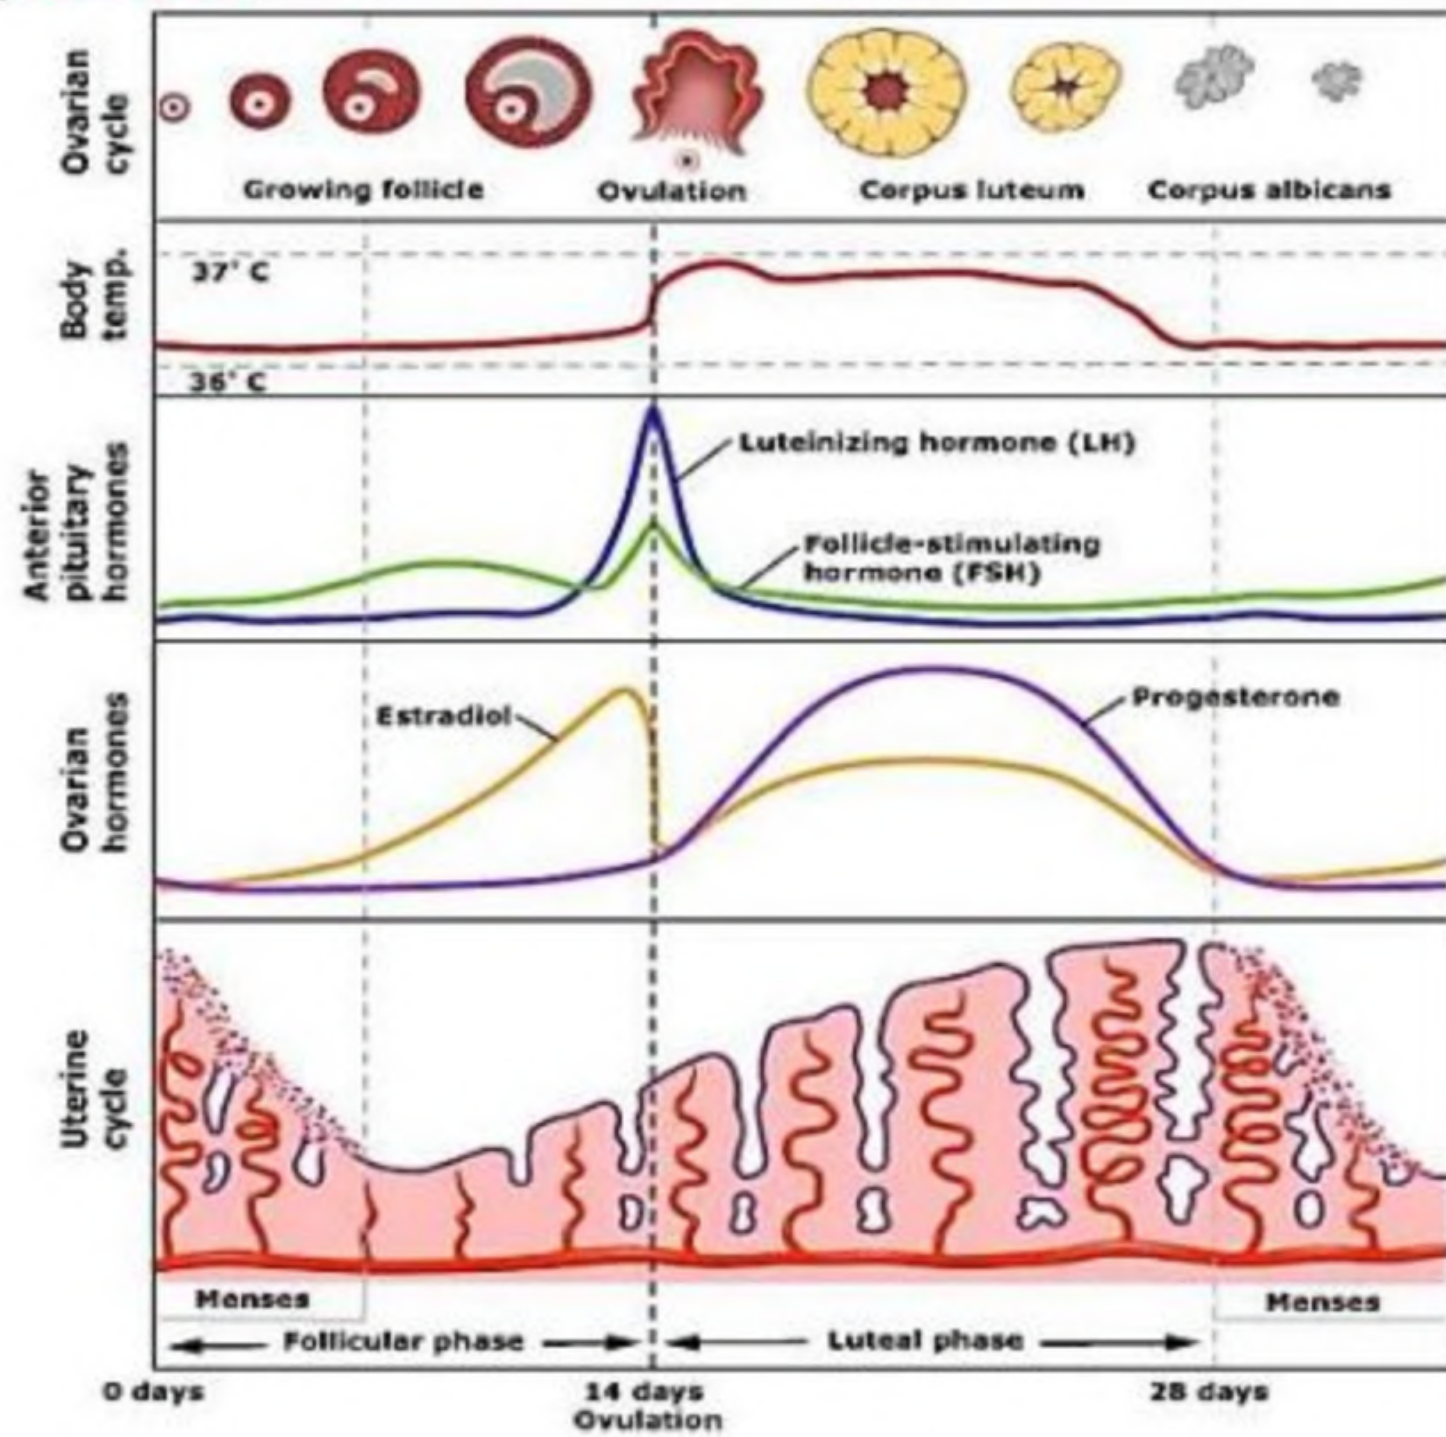 Ovarian
cycle
Growing follicle
Ovulation
Corpus luteum
Corpus albicans
Body
temp.
37° C
36° C
Anterior
pituitary
hormones
Luteinizing hormone (LH)
Follicle-stimulating
hormone (FSH)
Ovarian
hormones
Estradiol
Progesterone
Uterine
cycle
Menses
Menses
Follicular phase
Luteal phase
0 days
14 days
Ovulation
28 days